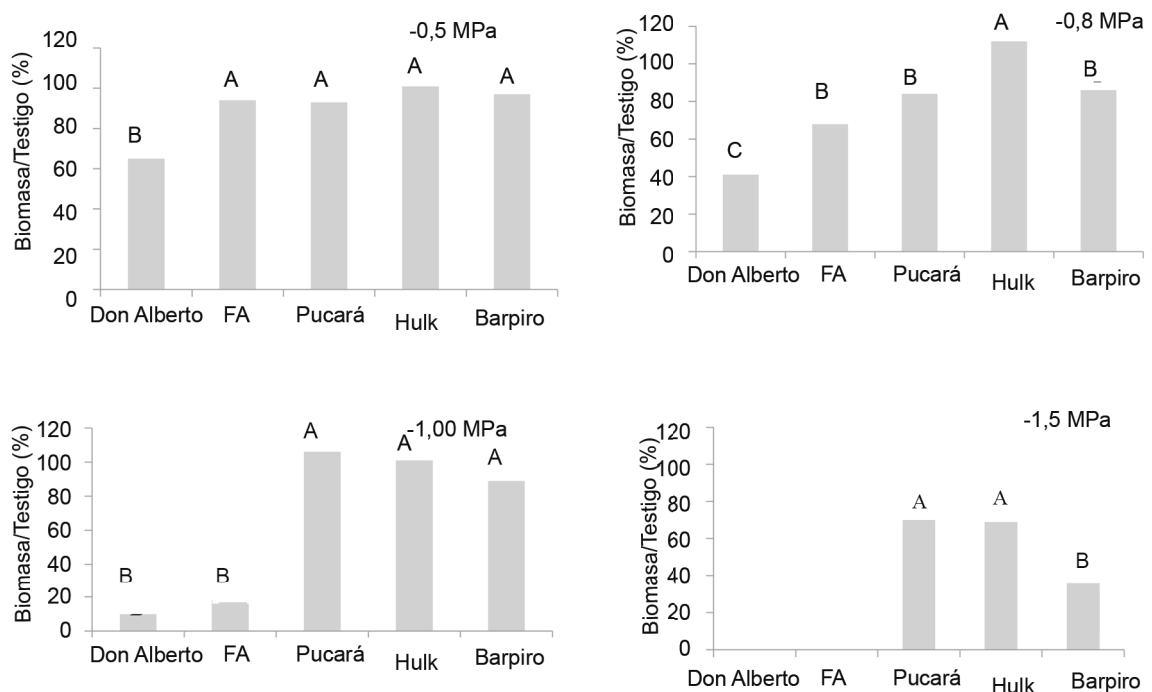 -0,5 MPa
Biomasa/Testigo (%)
120
100
80
60
40
20
0
B
A
A
A
A
Don Alberto
FA
Pucará
Hulk
Barpiro
-0,8 MPa
Biomasa/Testigo (%)
120
100
80
60
40
20
0
C
B
B
A
B
Don Alberto
FA
Pucará
Hulk
Barpiro
-1,00 MPa
Biomasa/Testigo (%)
120
100
80
60
40
20
0
B
B
A
A
A
Don Alberto
FA
Pucará
Hulk
Barpiro
-1,5 MPa
Biomasa/Testigo (%)
120
100
80
60
40
20
0
A
A
B
Don Alberto
FA
Pucará
Hulk
Barpiro